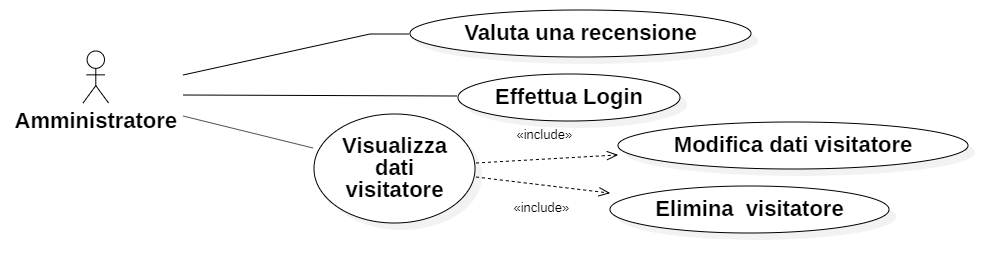 Valuta una recensione
Amministratore
Effettua Login
Visualizza
dati
visitatore
«include»
Modifica dati visitatore
«include»
Elimina  visitatore